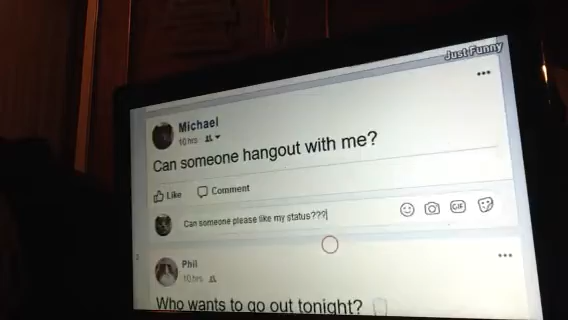 Just Funny
Michael
10 hrs
Can someone hangout with me?
Like Comment
Can someone please like my status???
GIF
Phil
10 hrs
Who wants to go out tonight?